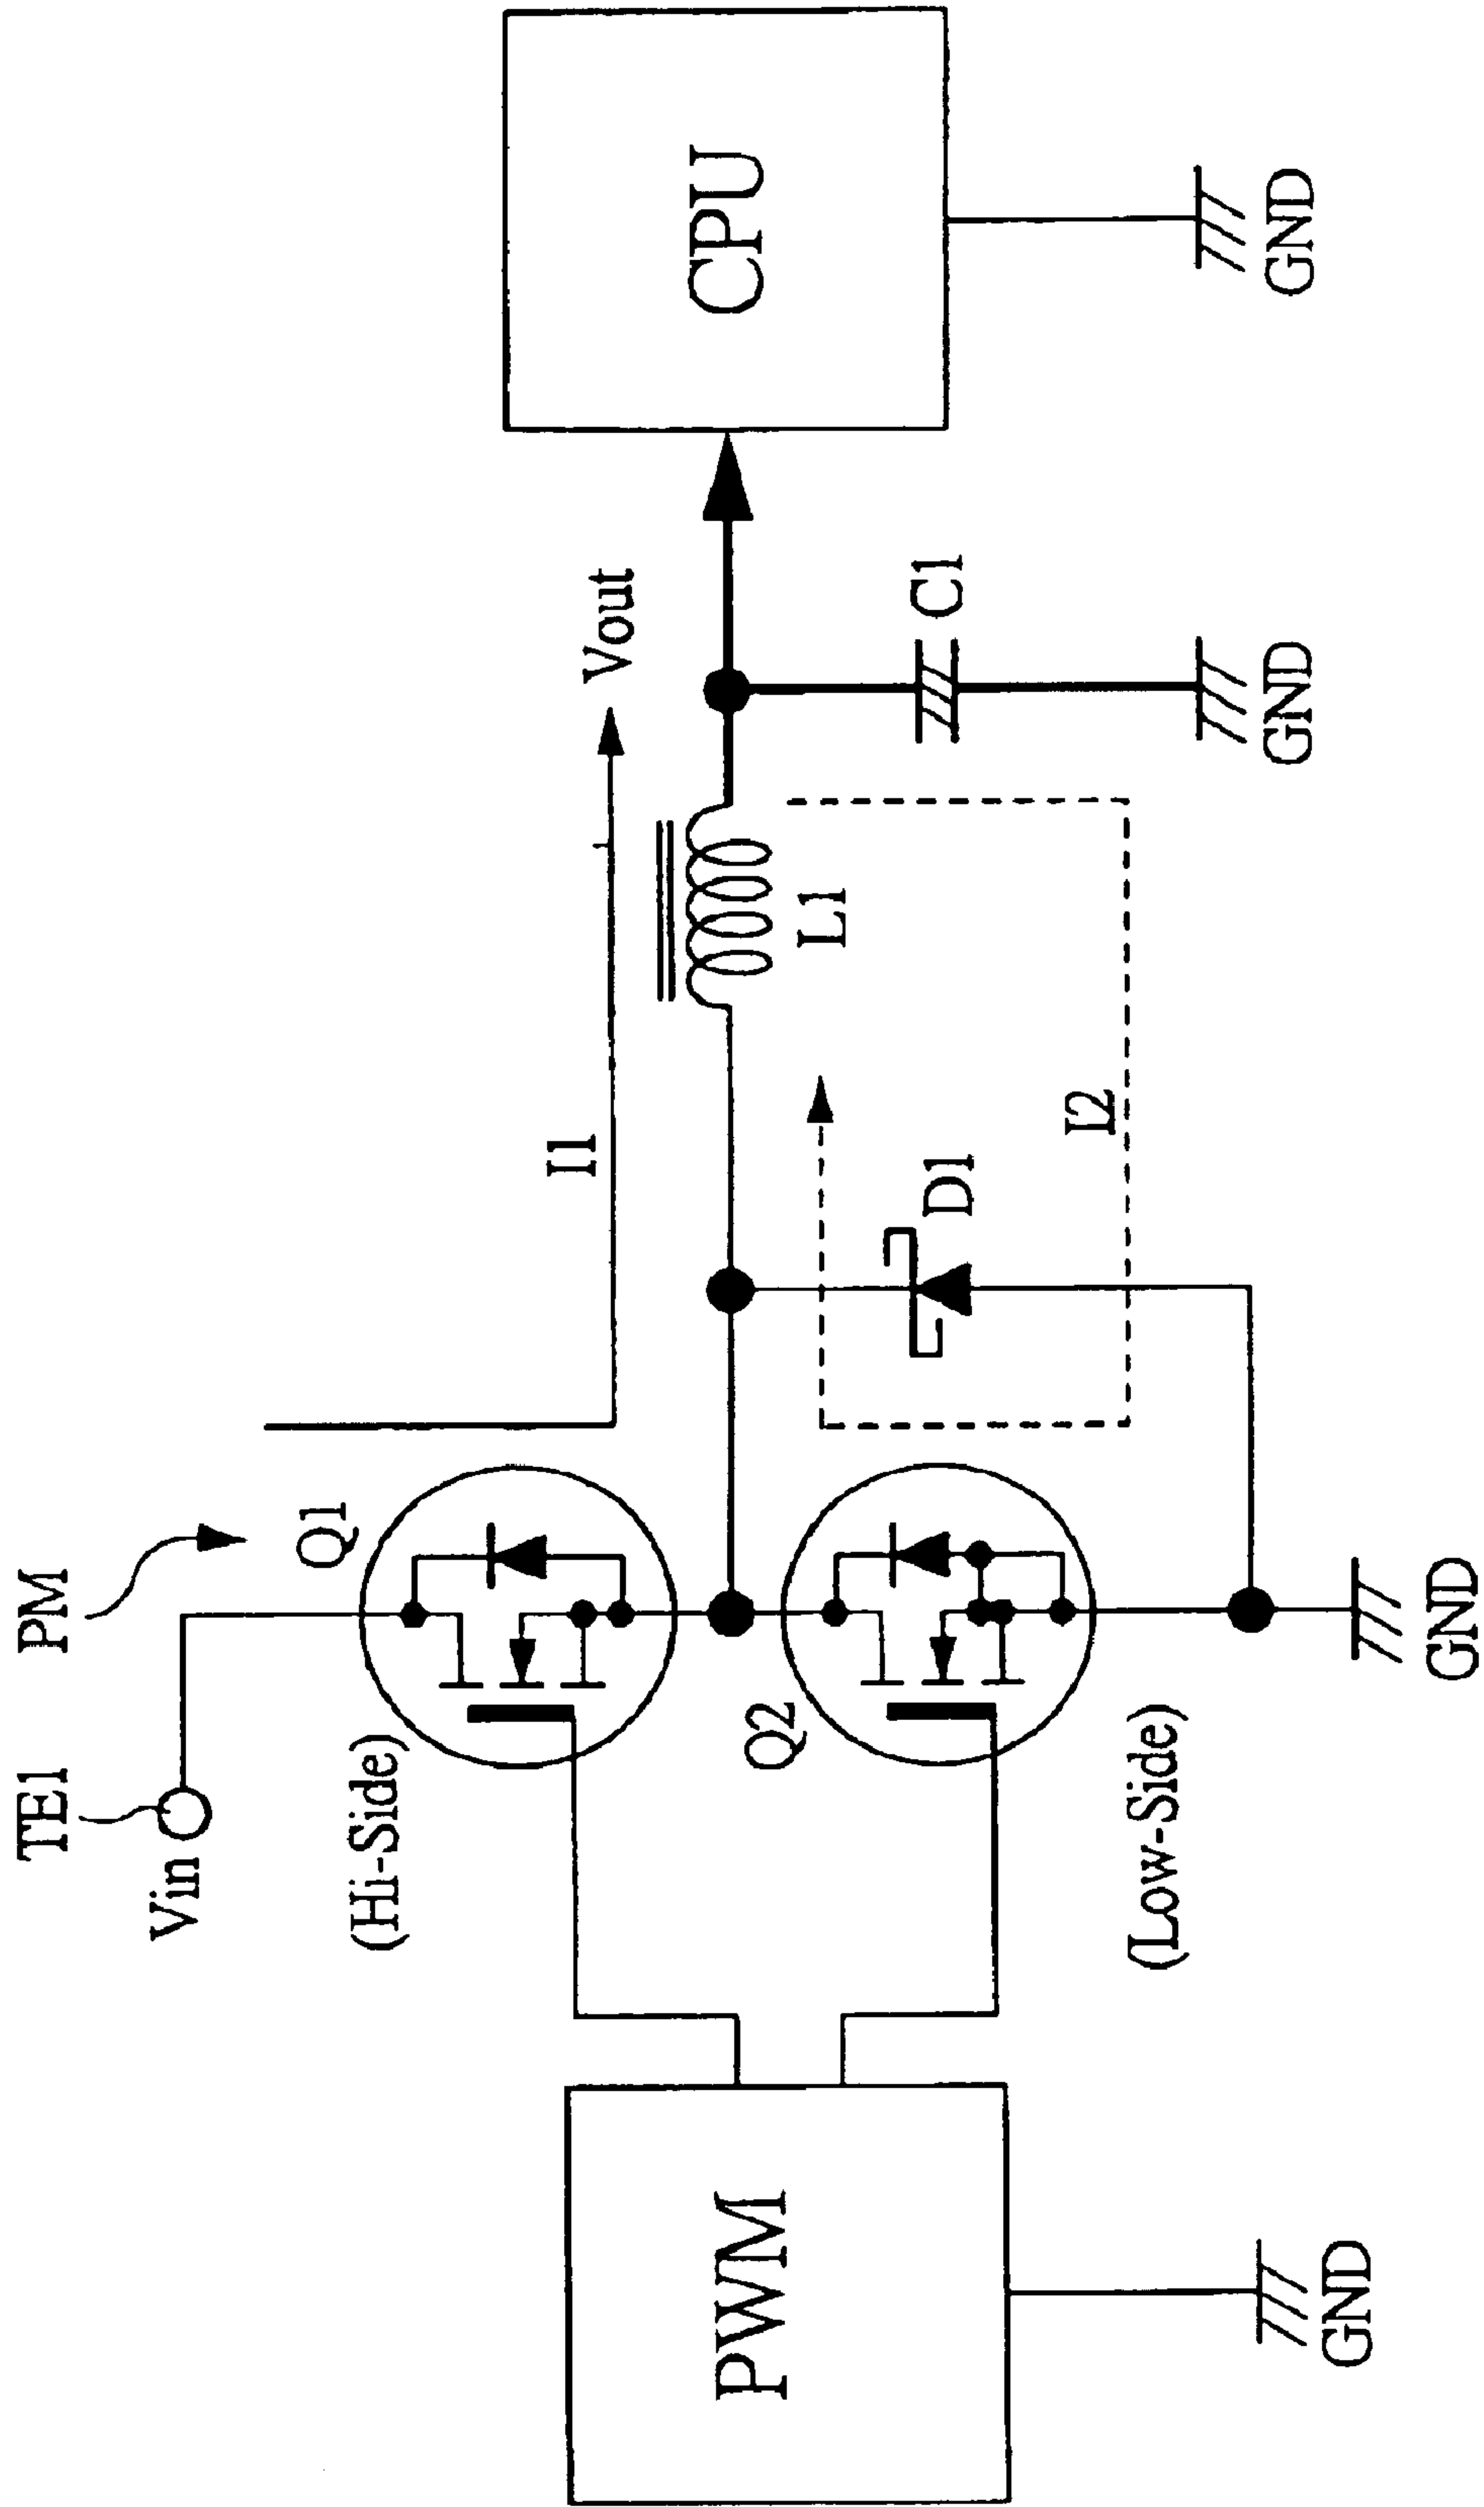 TE1
PM
Vin
Q1
(Hi-Side)
I1
Vout
PWM
Q2
L1
CPU
D1
C1
I2
(Low-Side)
GND
GND
GND
GND